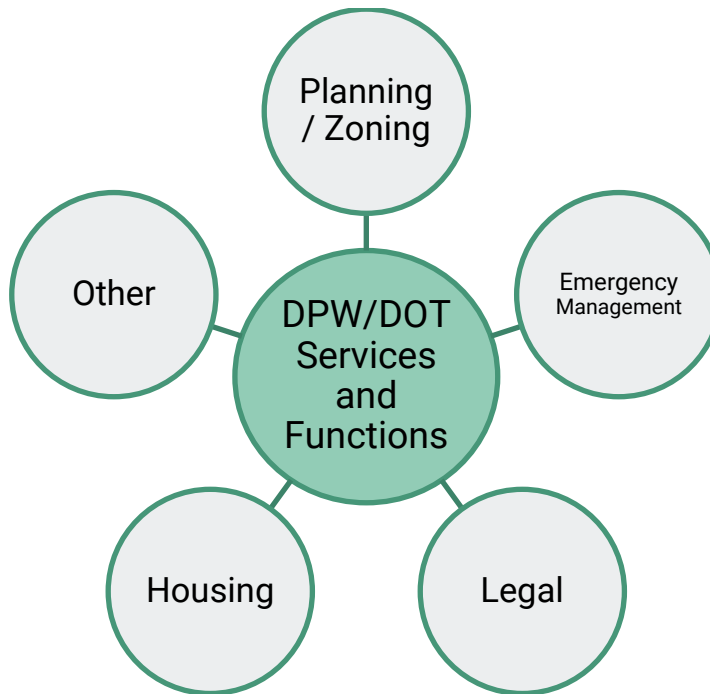 Planning
/ Zoning
Other
Emergency
Management
DPW/DOT
Services
and
Functions
Housing
Legal